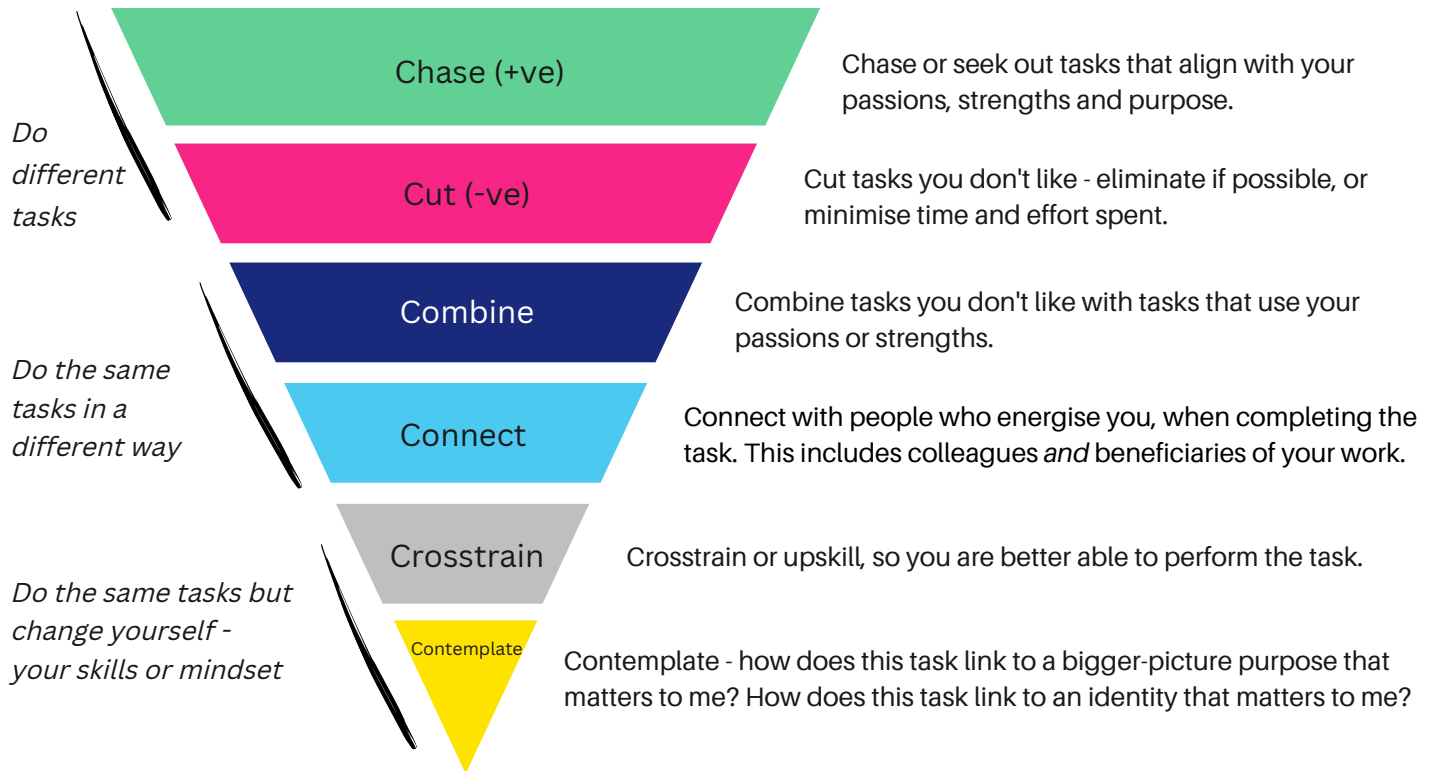 Chase (+ve)
Chase or seek out tasks that align with your
passions, strengths and purpose.
Do
different
tasks
Cut (-ve)
Cut tasks you don't like - eliminate if possible, or
minimise time and effort spent.
Combine
Combine tasks you don't like with tasks that use your
passions or strengths.
Do the same
tasks in a
different way
Connect
Connect with people who energise you, when completing the
task. This includes colleagues and beneficiaries of your work.
Crosstrain
Crosstrain or upskill, so you are better able to perform the task.
Do the same tasks but
change yourself -
your skills or mindset
Contemplate
Contemplate - how does this task link to a bigger-picture purpose that
matters to me? How does this task link to an identity that matters to me?